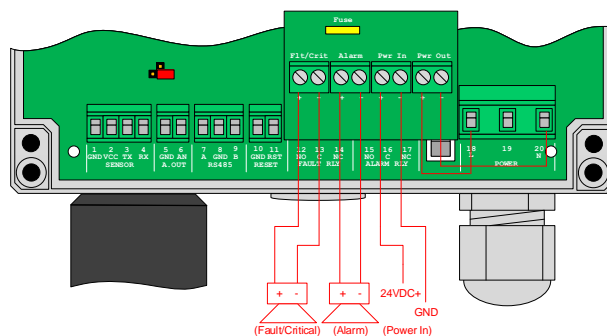 Fuse
Flt/Crit Alarm Pwr In Pwr Out
+ - + - + - + -
1 2 3 4 5 6 7 8 9 10 11 12 13 14 15 16 17 18 19 20
GND VCC TX RX GND AN A GND B GND RST NO C NC NO C NC L N
SENSOR A.OUT RS485 RESET FAULT RLY ALARM RLY POWER
+ - + - 24VDC+
GND
(Fault/Critical) (Alarm) (Power In)